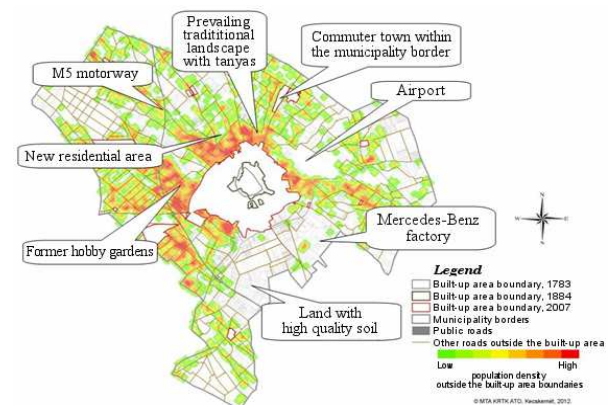 Prevailing
tradititional
landscape
with tanyas
Commuter town within
the municipality border
M5 motorway
Airport
New residential area
Mercedes-Benz
factory
Former hobby gardens
Land with
high quality soil
N
W
E
S
Legend
Built-up area boundary, 1783
Built-up area boundary, 1884
Built-up area boundary, 2007
Municipality borders
Public roads
Other roads outside the built-up area
Low High
population density
outside the built-up area boundaries
© MTA KRTK ATO, Kecskemét, 2012.